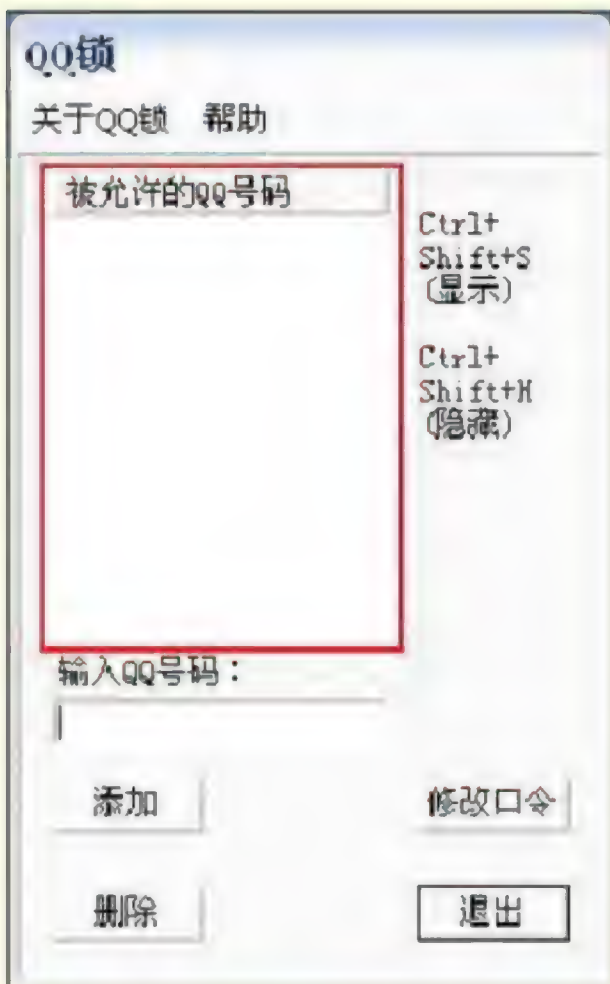 QQ锁
关于QQ锁 帮助
被允许的QQ号码
Ctrl+
Shift+S
(显示)
Ctrl+
Shift+H
(隐藏)
输入QQ号码：
添加
修改口令
删除
退出